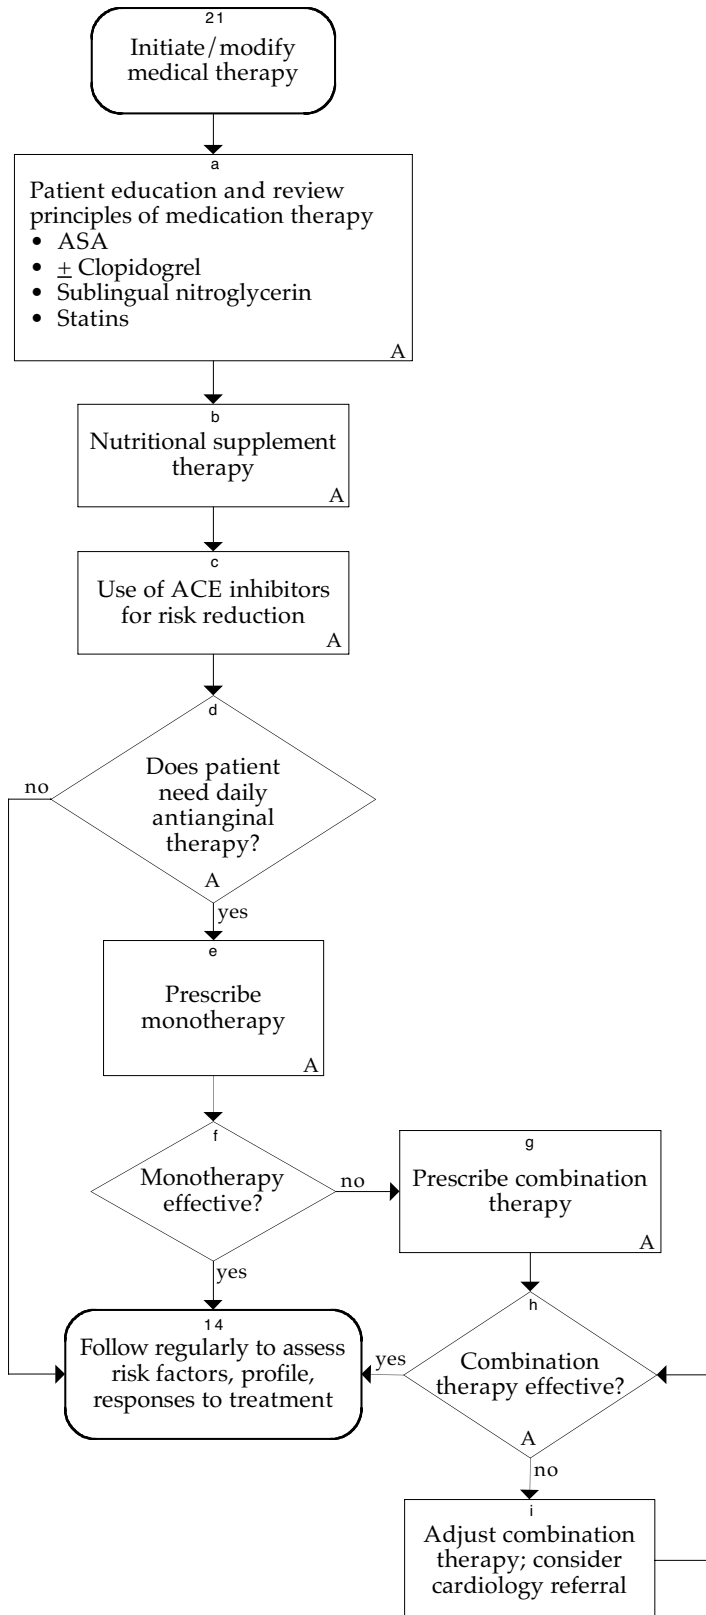 21
Initiate/modify
medical therapy
a
Patient education and review
principles of medication therapy
• ASA
• ± Clopidogrel
• Sublingual nitroglycerin
• Statins
A
b
Nutritional supplement
therapy
A
c
Use of ACE inhibitors
for risk reduction
A
d
Does patient
need daily
antianginal
therapy?
A
no
yes
e
Prescribe
monotherapy
A
f
Monotherapy
effective?
no
yes
g
Prescribe combination
therapy
A
14
Follow regularly to assess
risk factors, profile,
responses to treatment
h
Combination
therapy effective?
A
yes
no
i
Adjust combination
therapy; consider
cardiology referral